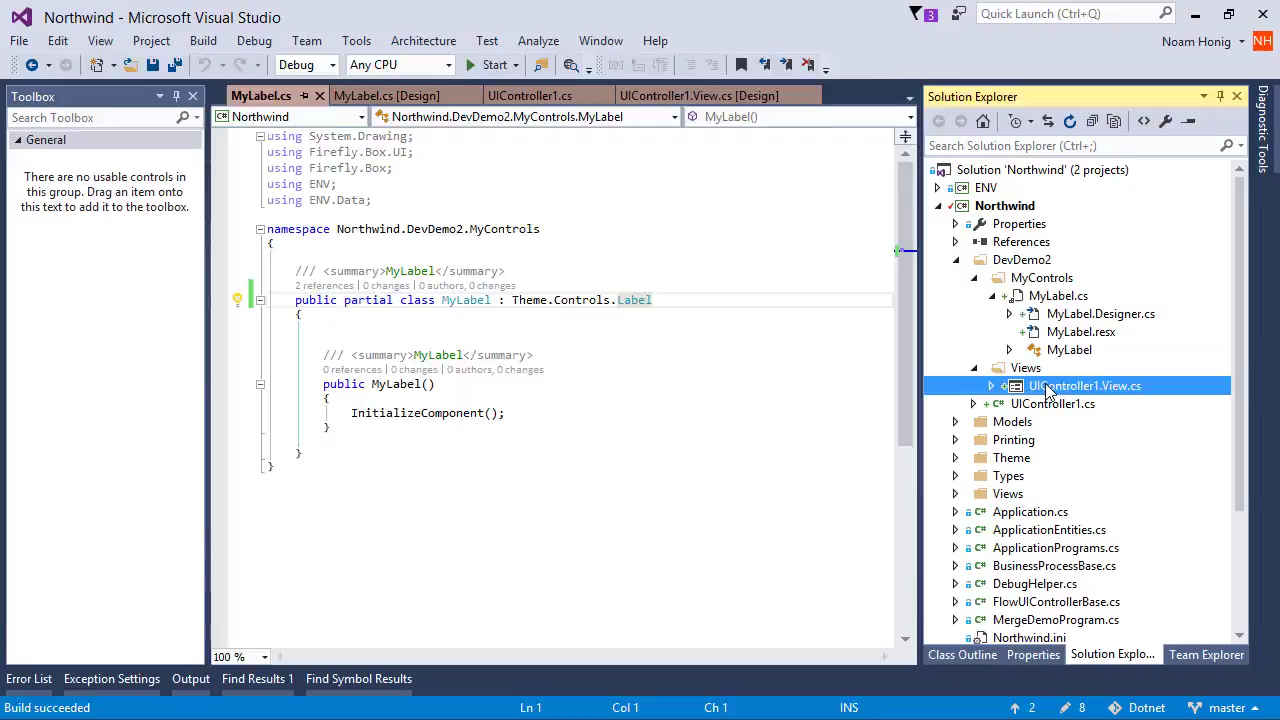 Northwind - Microsoft Visual Studio
3
Quick Launch (Ctrl+;)
File Edit View Project Build Debug Team Tools Architecture Test Analyze Window Help
Noam Honig
NH
Debug Any CPU Start
Toolbox
Search Toolbox
General
There are no usable controls in
this group. Drag an item onto
this text to add it to the toolbox.
MyLabel.cs MyLabel.cs [Design] UIController1.cs UIController1.View.cs [Design]
Northwind Northwind.DevDemo2.MyControls.MyLabel MyLabel()
using System.Drawing;
using Firefly.Box.UI;
using Firefly.Box;
using ENV;
using ENV.Data;
namespace Northwind.DevDemo2.MyControls
{
/// <summary>MyLabel</summary>
2 references | 0 changes | 0 authors, 0 changes
public partial class MyLabel : Theme.Controls.Label
{
/// <summary>MyLabel</summary>
0 references | 0 changes | 0 authors, 0 changes
public MyLabel()
{
InitializeComponent();
}
}
}
100 %
Solution Explorer
Search Solution Explorer (Ctrl+;)
Solution 'Northwind' (2 projects)
ENV
Northwind
Properties
References
DevDemo2
MyControls
MyLabel.cs
MyLabel.Designer.cs
MyLabel.resx
MyLabel
Views
UIController1.View.cs
UIController1.cs
Models
Printing
Theme
Types
Views
Application.cs
ApplicationEntities.cs
ApplicationPrograms.cs
BusinessProcessBase.cs
DebugHelper.cs
FlowUIControllerBase.cs
MergeDemoProgram.cs
Northwind.ini
Class Outline Properties Solution Explo... Team Explorer
Diagnostic Tools
Error List Exception Settings Output Find Results 1 Find Symbol Results
Build succeeded Ln 1 Col 1 Ch 1 INS 2 8 Dotnet master